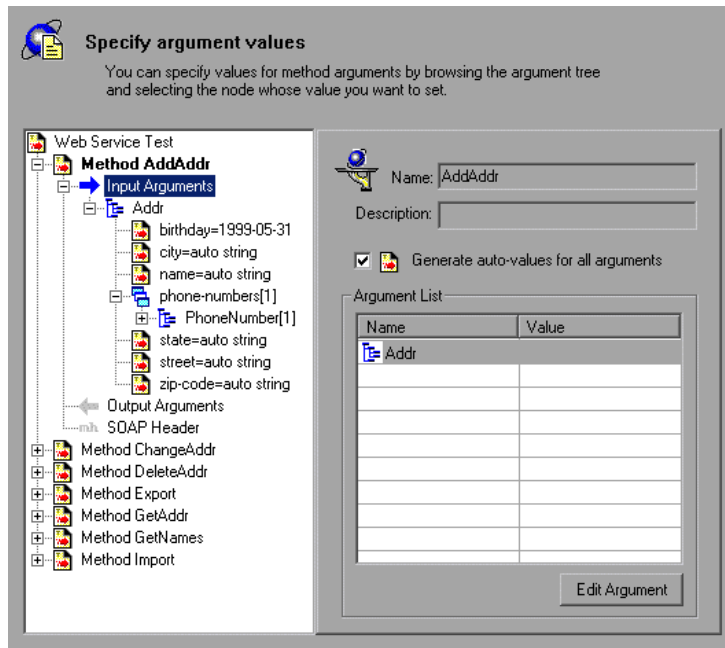 Specify argument values
You can specify values for method arguments by browsing the argument tree
and selecting the node whose value you want to set.
Web Service Test
Method AddAddr
Input Arguments
Addr
birthday=1999-05-31
city=auto string
name=auto string
phone-numbers[1]
PhoneNumber[1]
state=auto string
street=auto string
zip-code=auto string
Output Arguments
SOAP Header
Method ChangeAddr
Method DeleteAddr
Method Export
Method GetAddr
Method GetNames
Method Import
Name: AddAddr
Description:
Generate auto-values for all arguments
Argument List
Name Value
Addr
Edit Argument